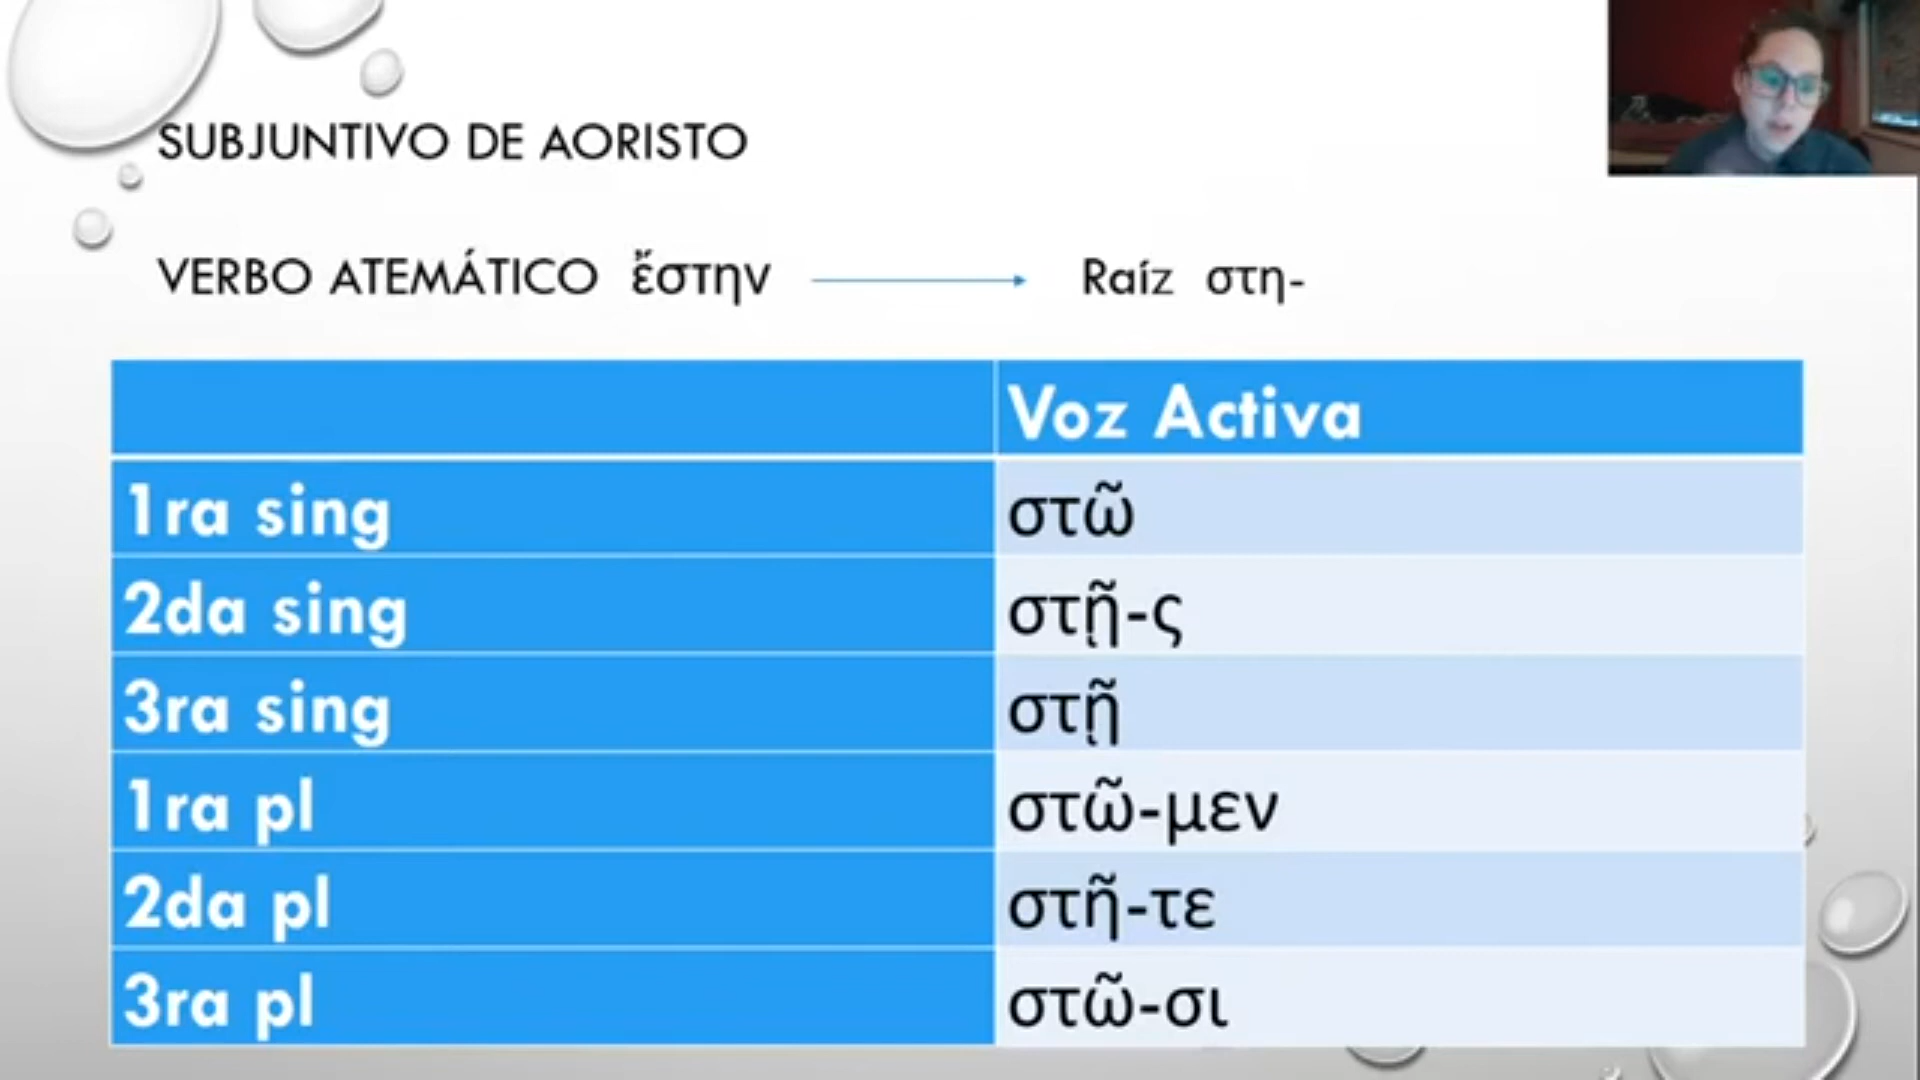 SUBJUNTIVO DE AORISTO
VERBO ATEMÁTICO ἔστην Raíz στη-
Voz Activa
1ra sing στῶ
2da sing στῇ-ς
3ra sing στῇ
1ra pl στῶ-μεν
2da pl στῆ-τε
3ra pl στῶ-σι